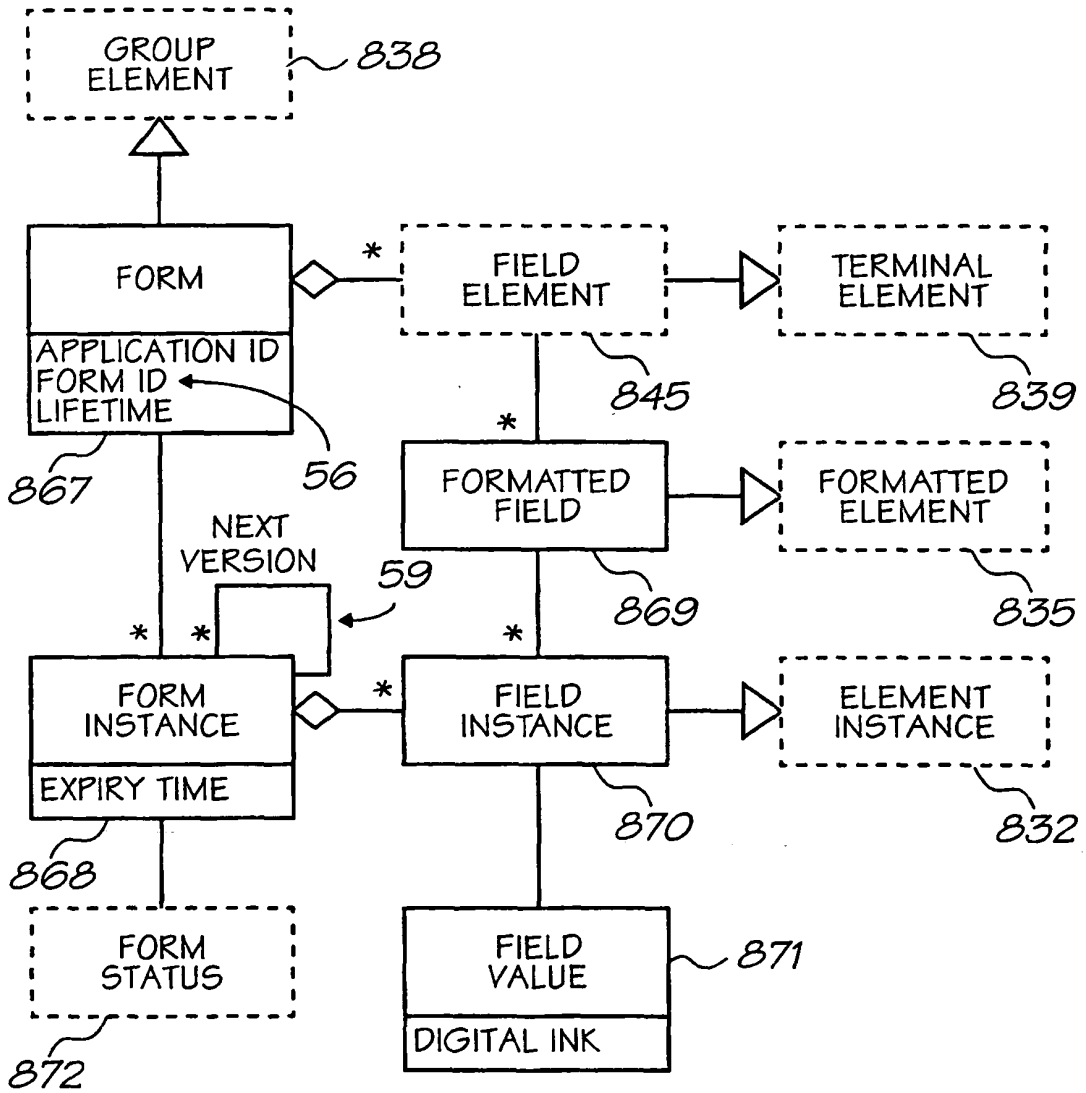 GROUP
ELEMENT
838
FORM
*
FIELD
ELEMENT
TERMINAL
ELEMENT
APPLICATION ID
FORM ID
LIFETIME
845
839
867
56
*
FORMATTED
FIELD
FORMATTED
ELEMENT
NEXT
VERSION
59
869
835
*
*
*
FORM
INSTANCE
*
FIELD
INSTANCE
ELEMENT
INSTANCE
EXPIRY TIME
870
832
868
FORM
STATUS
FIELD
VALUE
871
DIGITAL INK
872